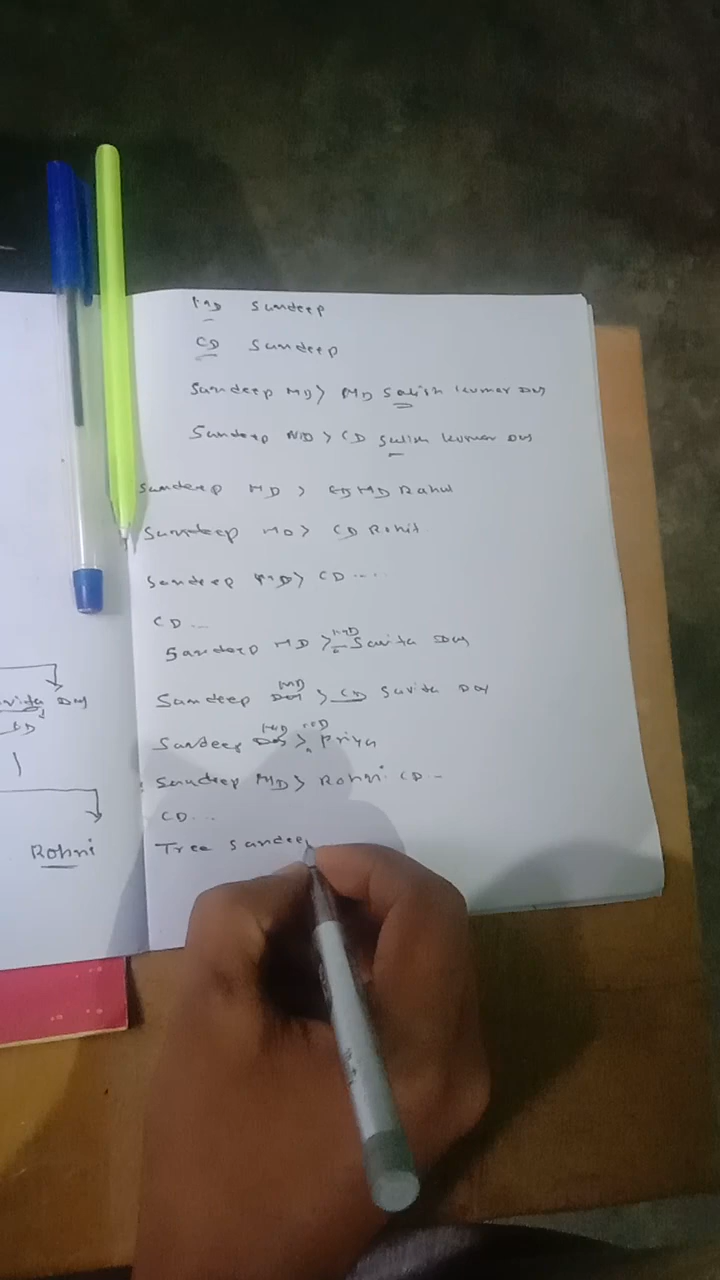 MD Sandeep
CD Sandeep
Sandeep MD> MD Satish Kumar Das
Sandeep MD > CD Satish Kumar Das
Sandeep MD > MD Rahul
Sandeep MD> CD Rohit
Sandeep MD> CD....
CD...
Sandeep MD > MD Savita Das
Sandeep MD > CD Savita Das
Sandeep MD > Priya
Sandeep MD> Rohni CD-
CD...
Tree Sandeep
Das
CD
Rohni